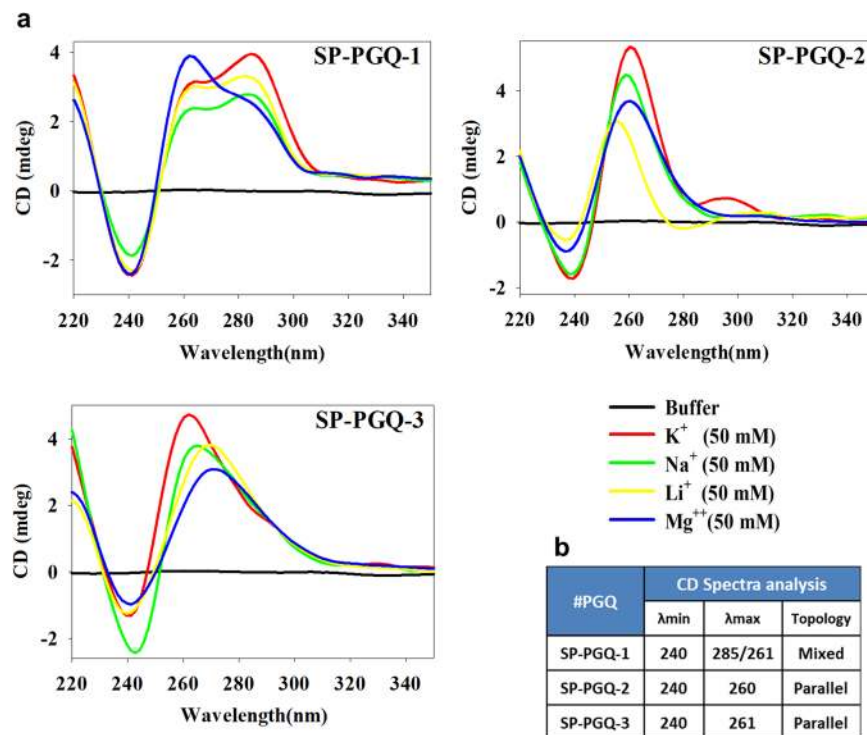 a
SP-PGQ-1
CD (mdeg)
4
2
0
-2
220 240 260 280 300 320 340
Wavelength(nm)
SP-PGQ-2
CD (mdeg)
4
2
0
-2
220 240 260 280 300 320 340
Wavelength(nm)
SP-PGQ-3
CD (mdeg)
4
2
0
-2
220 240 260 280 300 320 340
Wavelength(nm)
Buffer
K+ (50 mM)
Na+ (50 mM)
Li+ (50 mM)
Mg++ (50 mM)
b
#PGQ CD Spectra analysis
λmin λmax Topology
SP-PGQ-1 240 285/261 Mixed
SP-PGQ-2 240 260 Parallel
SP-PGQ-3 240 261 Parallel